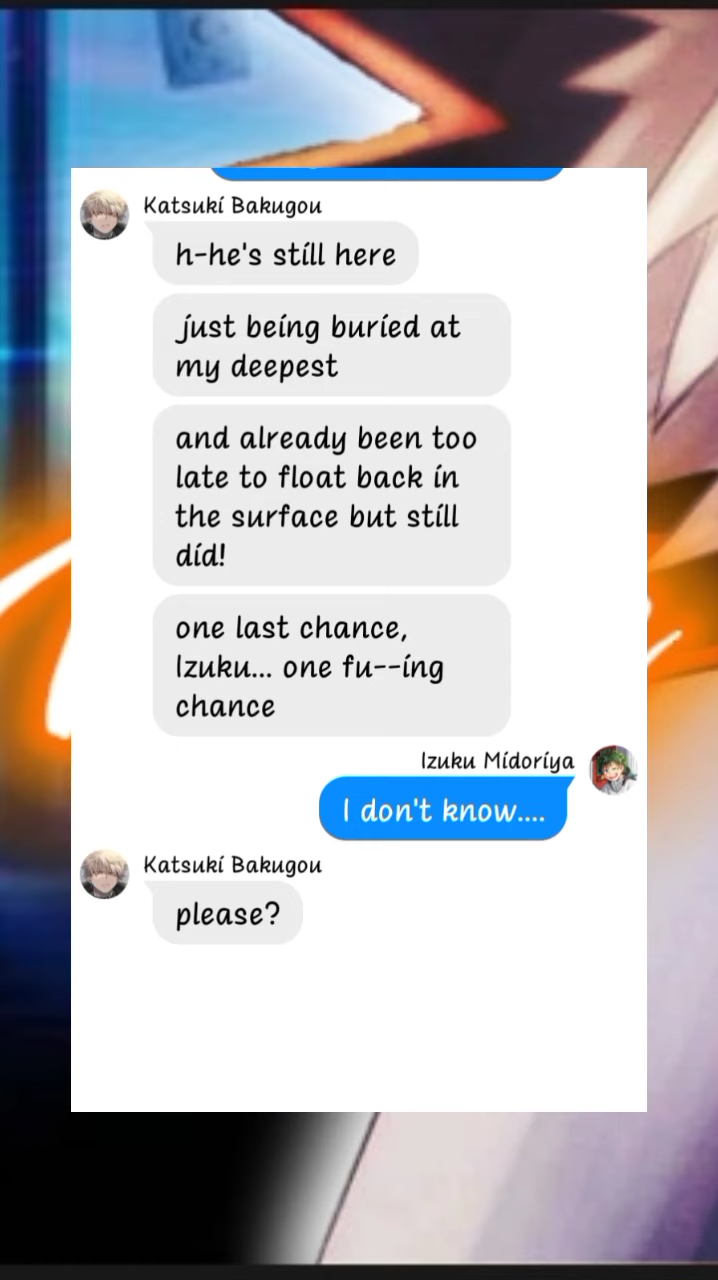 Katsuki Bakugou
h-he's still here
just being buried at
my deepest
and already been too
late to float back in
the surface but still
did!
one last chance,
Izuku... one fu--ing
chance
Izuku Midoriya
I don't know....
Katsuki Bakugou
please?